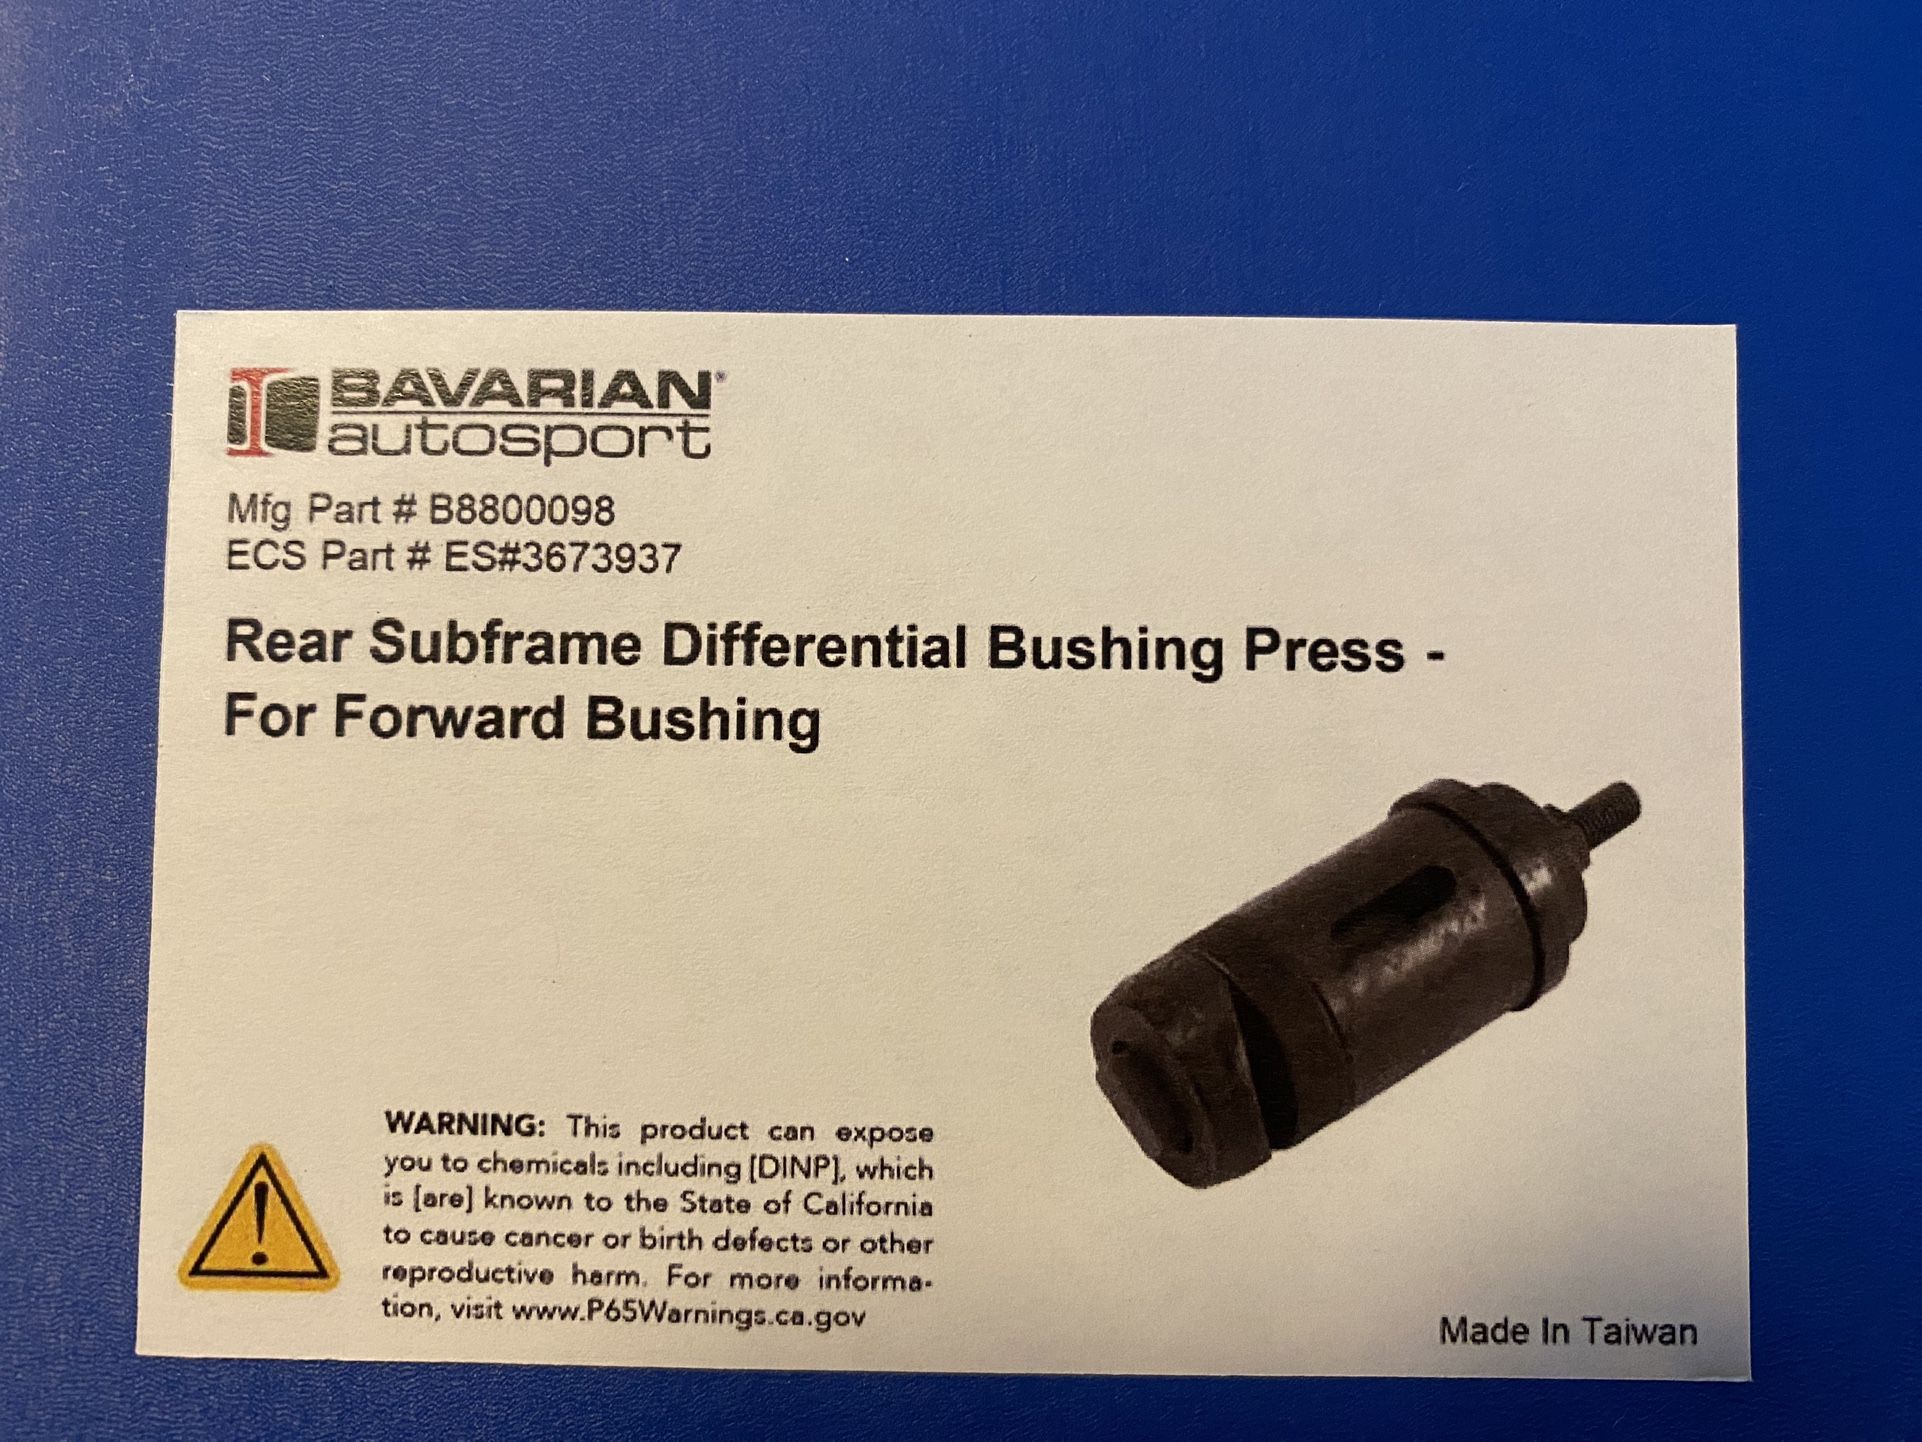 BAVARIAN®
autosport
Mfg Part # B8800098
ECS Part # ES#3673937
Rear Subframe Differential Bushing Press -
For Forward Bushing
WARNING: This product can expose
you to chemicals including [DINP], which
is [are] known to the State of California
to cause cancer or birth defects or other
reproductive harm. For more informa-
tion, visit www.P65Warnings.ca.gov
Made In Taiwan